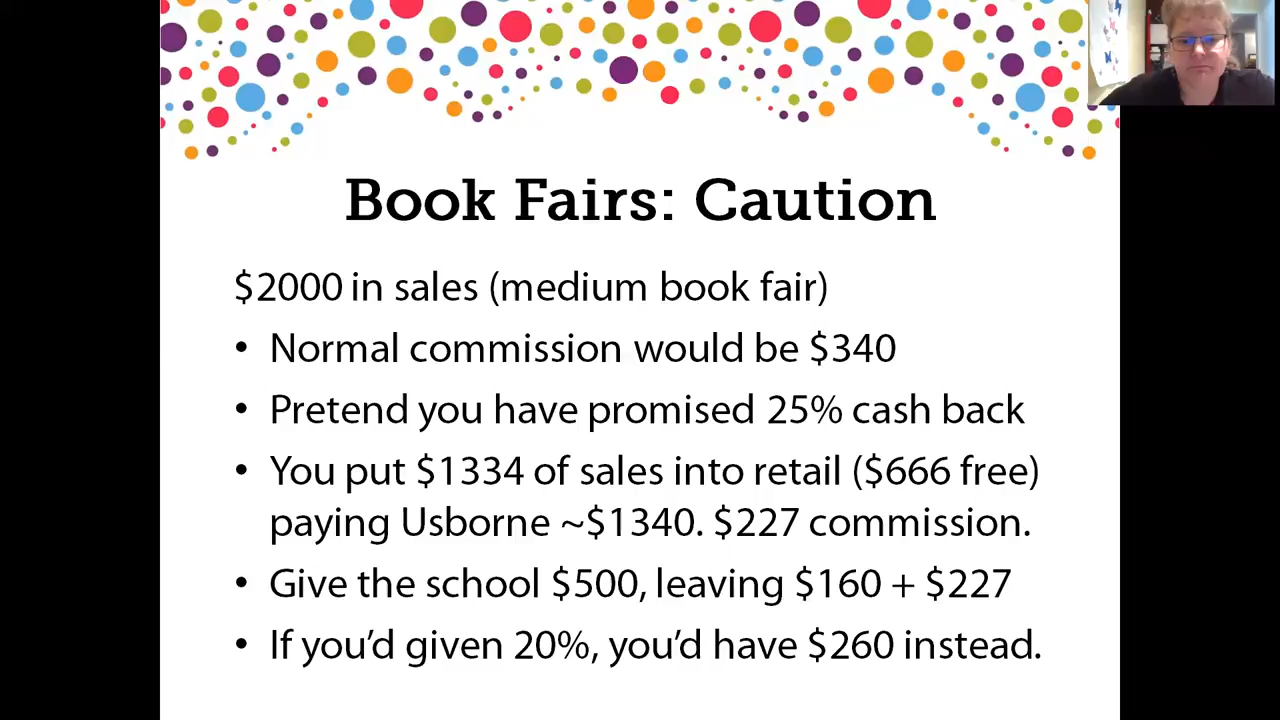 Book Fairs: Caution
$2000 in sales (medium book fair)
• Normal commission would be $340
• Pretend you have promised 25% cash back
• You put $1334 of sales into retail ($666 free)
paying Usborne ~$1340. $227 commission.
• Give the school $500, leaving $160 + $227
• If you’d given 20%, you’d have $260 instead.